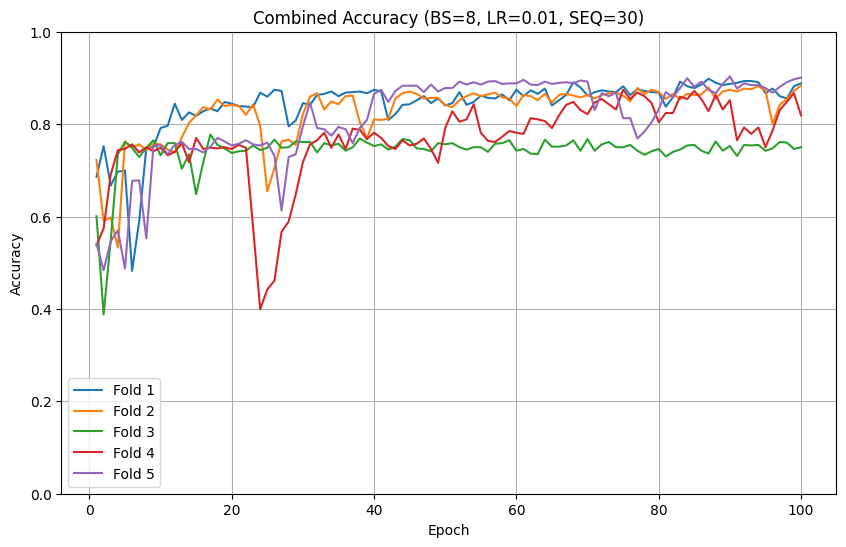 Combined Accuracy (BS=8, LR=0.01, SEQ=30)
1.0
0.8
0.6
0.4
0.2
0.0
Accuracy
Fold 1
Fold 2
Fold 3
Fold 4
Fold 5
0 20 40 60 80 100
Epoch